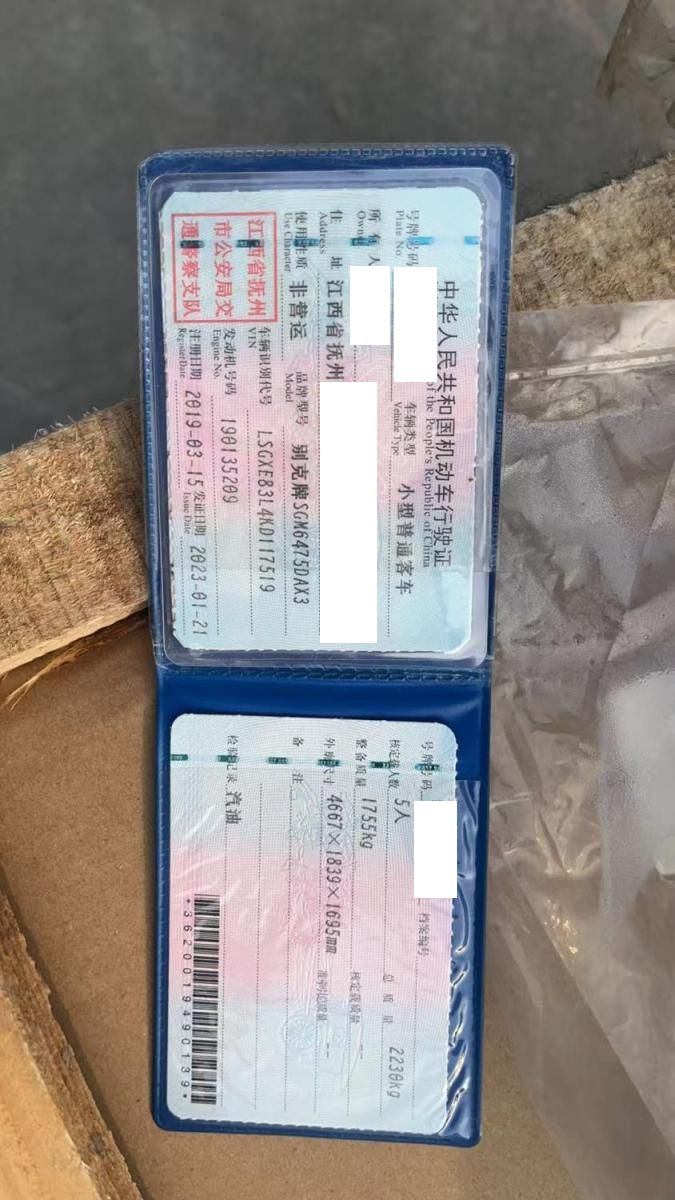 中华人民共和国机动车行驶证
of the People's Republic of China
号牌号码
Plate No.
车辆类型 小型普通客车
Vehicle Type
所有人
Owner
住址 江西省抚州
Address
使用性质 非营运 品牌型号 别克牌SGM6475DAX3
Use Character Model
江西省抚州
市公安局交
通警察支队
车辆识别代号 LSGXE83L4KD117519
VIN
发动机号码 190135209
Engine No.
注册日期 2019-03-15 发证日期 2023-01-21
Register Date Issue Date
号牌号码 档案编号
核定载人数 5人 总质量 2230kg
整备质量 1755kg 核定载质量 --
外廓尺寸 4667×1839×1695mm 准牵引总质量 --
备注
检验记录 汽油
*3620019490139*